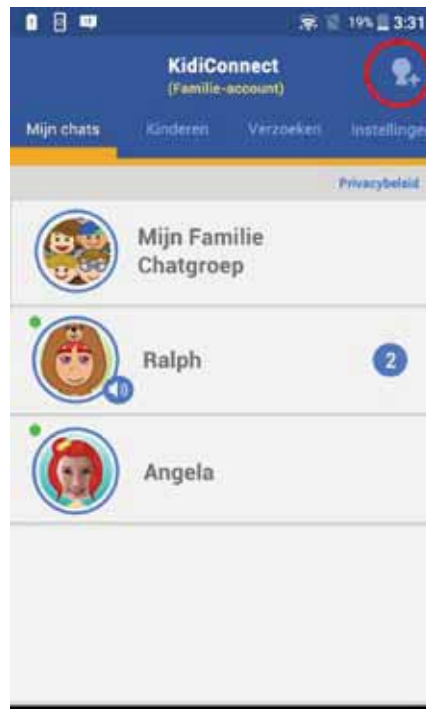 19% 3:31
KidiConnect
(Familie-account)
Mijn chats Kinderen Verzoeken Instellinge
Privacybeleid
Mijn Familie
Chatgroep
Ralph 2
Angela